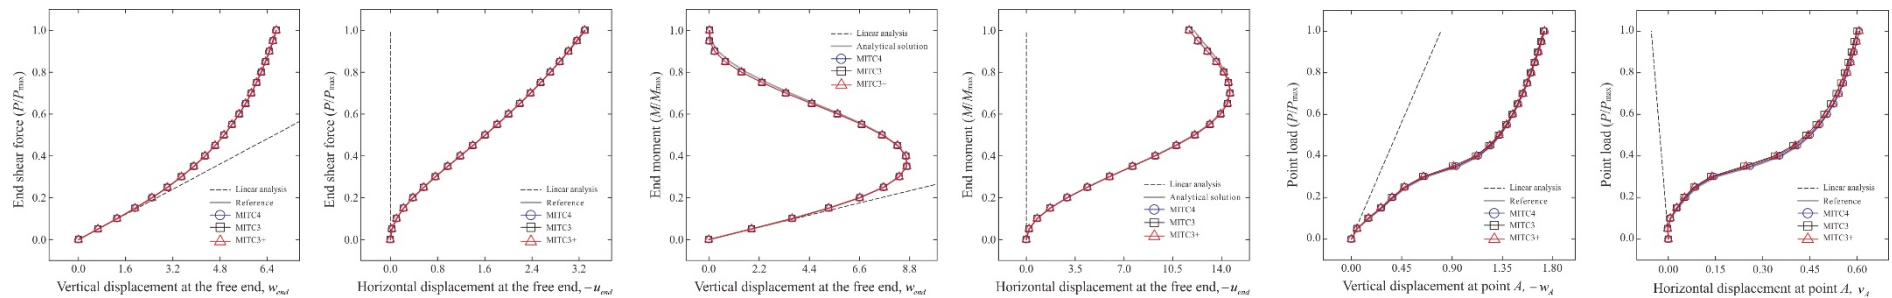 End shear force (P/Pmax)
1.0
0.8
0.6
0.4
0.2
0.0
Linear analysis
Reference
MITC4
MITC3
MITC3+
0.0 1.6 3.2 4.8 6.4
Vertical displacement at the free end, wend
End shear force (P/Pmax)
1.0
0.8
0.6
0.4
0.2
0.0
Linear analysis
Reference
MITC4
MITC3
MITC3+
0.0 0.8 1.6 2.4 3.2
Horizontal displacement at the free end, −uend
End moment (M/Mmax)
1.0
0.8
0.6
0.4
0.2
0.0
Linear analysis
Analytical solution
MITC4
MITC3
MITC3+
0.0 2.2 4.4 6.6 8.8
Vertical displacement at the free end, wend
End moment (M/Mmax)
1.0
0.8
0.6
0.4
0.2
0.0
Linear analysis
Analytical solution
MITC4
MITC3
MITC3+
0.0 3.5 7.0 10.5 14.0
Horizontal displacement at the free end, −uend
Point load (P/Pmax)
1.0
0.8
0.6
0.4
0.2
0.0
Linear analysis
Reference
MITC4
MITC3
MITC3+
0.00 0.45 0.90 1.35 1.80
Vertical displacement at point A, −wA
Point load (P/Pmax)
1.0
0.8
0.6
0.4
0.2
0.0
Linear analysis
Reference
MITC4
MITC3
MITC3+
0.00 0.15 0.30 0.45 0.60
Horizontal displacement at point A, vA